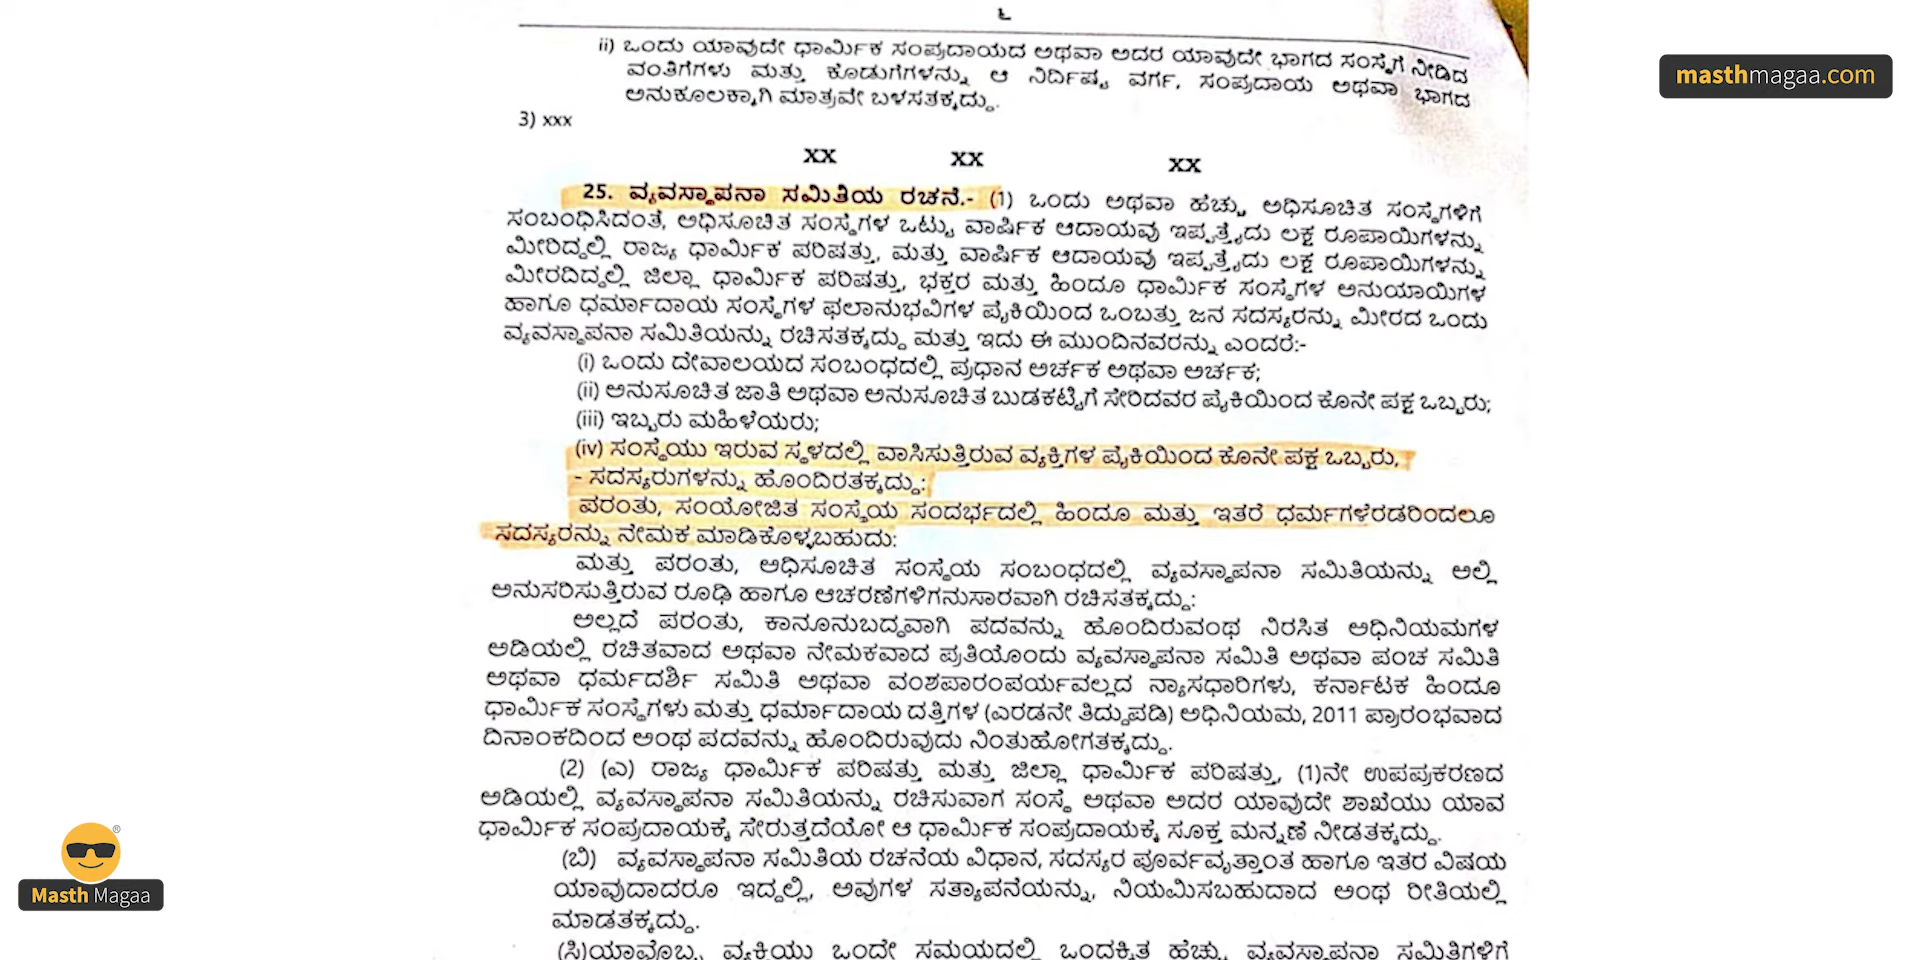 ೬
ii) ಒಂದು ಯಾವುದೇ ಧಾರ್ಮಿಕ ಸಂಪ್ರದಾಯದ ಅಥವಾ ಅದರ ಯಾವುದೇ ಭಾಗದ ಸಂಸ್ಥೆಗೆ ನೀಡಿದ
ವಂತಿಗೆಗಳು ಮತ್ತು ಕೊಡುಗೆಗಳನ್ನು ಆ ನಿರ್ದಿಷ್ಟ ವರ್ಗ, ಸಂಪ್ರದಾಯ ಅಥವಾ ಭಾಗದ
ಅನುಕೂಲಕ್ಕಾಗಿ ಮಾತ್ರವೇ ಬಳಸತಕ್ಕದ್ದು.
3) xxx
XX XX XX
25. ವ್ಯವಸ್ಥಾಪನಾ ಸಮಿತಿಯ ರಚನೆ.- (1) ಒಂದು ಅಥವಾ ಹೆಚ್ಚು ಅಧಿಸೂಚಿತ ಸಂಸ್ಥೆಗಳಿಗೆ
ಸಂಬಂಧಿಸಿದಂತೆ, ಅಧಿಸೂಚಿತ ಸಂಸ್ಥೆಗಳ ಒಟ್ಟು ವಾರ್ಷಿಕ ಆದಾಯವು ಇಪ್ಪತ್ತೈದು ಲಕ್ಷ ರೂಪಾಯಿಗಳನ್ನು
ಮೀರಿದ್ದಲ್ಲಿ ರಾಜ್ಯ ಧಾರ್ಮಿಕ ಪರಿಷತ್ತು, ಮತ್ತು ವಾರ್ಷಿಕ ಆದಾಯವು ಇಪ್ಪತ್ತೈದು ಲಕ್ಷ ರೂಪಾಯಿಗಳನ್ನು
ಮೀರದಿದ್ದಲ್ಲಿ ಜಿಲ್ಲಾ ಧಾರ್ಮಿಕ ಪರಿಷತ್ತು, ಭಕ್ತರ ಮತ್ತು ಹಿಂದೂ ಧಾರ್ಮಿಕ ಸಂಸ್ಥೆಗಳ ಅನುಯಾಯಿಗಳ
ಹಾಗೂ ಧರ್ಮಾದಾಯ ಸಂಸ್ಥೆಗಳ ಫಲಾನುಭವಿಗಳ ಪೈಕಿಯಿಂದ ಒಂಬತ್ತು ಜನ ಸದಸ್ಯರನ್ನು ಮೀರದ ಒಂದು
ವ್ಯವಸ್ಥಾಪನಾ ಸಮಿತಿಯನ್ನು ರಚಿಸತಕ್ಕದ್ದು ಮತ್ತು ಇದು ಈ ಮುಂದಿನವರನ್ನು ಎಂದರೆ:-
(i) ಒಂದು ದೇವಾಲಯದ ಸಂಬಂಧದಲ್ಲಿ ಪ್ರಧಾನ ಅರ್ಚಕ ಅಥವಾ ಅರ್ಚಕ;
(ii) ಅನುಸೂಚಿತ ಜಾತಿ ಅಥವಾ ಅನುಸೂಚಿತ ಬುಡಕಟ್ಟಿಗೆ ಸೇರಿದವರ ಪೈಕಿಯಿಂದ ಕೊನೇ ಪಕ್ಷ ಒಬ್ಬರು;
(iii) ಇಬ್ಬರು ಮಹಿಳೆಯರು;
(iv) ಸಂಸ್ಥೆಯು ಇರುವ ಸ್ಥಳದಲ್ಲಿ ವಾಸಿಸುತ್ತಿರುವ ವ್ಯಕ್ತಿಗಳ ಪೈಕಿಯಿಂದ ಕೊನೇ ಪಕ್ಷ ಒಬ್ಬರು,
- ಸದಸ್ಯರುಗಳನ್ನು ಹೊಂದಿರತಕ್ಕದ್ದು:
ಪರಂತು, ಸಂಯೋಜಿತ ಸಂಸ್ಥೆಯ ಸಂದರ್ಭದಲ್ಲಿ ಹಿಂದೂ ಮತ್ತು ಇತರೆ ಧರ್ಮಗಳೆರಡರಿಂದಲೂ
ಸದಸ್ಯರನ್ನು ನೇಮಕ ಮಾಡಿಕೊಳ್ಳಬಹುದು:
ಮತ್ತು ಪರಂತು, ಅಧಿಸೂಚಿತ ಸಂಸ್ಥೆಯ ಸಂಬಂಧದಲ್ಲಿ ವ್ಯವಸ್ಥಾಪನಾ ಸಮಿತಿಯನ್ನು ಅಲ್ಲಿ
ಅನುಸರಿಸುತ್ತಿರುವ ರೂಢಿ ಹಾಗೂ ಆಚರಣೆಗಳಿಗನುಸಾರವಾಗಿ ರಚಿಸತಕ್ಕದ್ದು:
ಅಲ್ಲದೆ ಪರಂತು, ಕಾನೂನುಬದ್ಧವಾಗಿ ಪದವನ್ನು ಹೊಂದಿರುವಂಥ ನಿರಸಿತ ಅಧಿನಿಯಮಗಳ
ಅಡಿಯಲ್ಲಿ ರಚಿತವಾದ ಅಥವಾ ನೇಮಕವಾದ ಪ್ರತಿಯೊಂದು ವ್ಯವಸ್ಥಾಪನಾ ಸಮಿತಿ ಅಥವಾ ಪಂಚ ಸಮಿತಿ
ಅಥವಾ ಧರ್ಮದರ್ಶಿ ಸಮಿತಿ ಅಥವಾ ವಂಶಪಾರಂಪರ್ಯವಲ್ಲದ ನ್ಯಾಸಧಾರಿಗಳು, ಕರ್ನಾಟಕ ಹಿಂದೂ
ಧಾರ್ಮಿಕ ಸಂಸ್ಥೆಗಳು ಮತ್ತು ಧರ್ಮಾದಾಯ ದತ್ತಿಗಳ (ಎರಡನೇ ತಿದ್ದುಪಡಿ) ಅಧಿನಿಯಮ, 2011 ಪ್ರಾರಂಭವಾದ
ದಿನಾಂಕದಿಂದ ಅಂಥ ಪದವನ್ನು ಹೊಂದಿರುವುದು ನಿಂತುಹೋಗತಕ್ಕದ್ದು.
(2) (ಎ) ರಾಜ್ಯ ಧಾರ್ಮಿಕ ಪರಿಷತ್ತು ಮತ್ತು ಜಿಲ್ಲಾ ಧಾರ್ಮಿಕ ಪರಿಷತ್ತು, (1)ನೇ ಉಪಪ್ರಕರಣದ
ಅಡಿಯಲ್ಲಿ ವ್ಯವಸ್ಥಾಪನಾ ಸಮಿತಿಯನ್ನು ರಚಿಸುವಾಗ ಸಂಸ್ಥೆ ಅಥವಾ ಅದರ ಯಾವುದೇ ಶಾಖೆಯು ಯಾವ
ಧಾರ್ಮಿಕ ಸಂಪ್ರದಾಯಕ್ಕೆ ಸೇರುತ್ತದೆಯೋ ಆ ಧಾರ್ಮಿಕ ಸಂಪ್ರದಾಯಕ್ಕೆ ಸೂಕ್ತ ಮನ್ನಣೆ ನೀಡತಕ್ಕದ್ದು.
(ಬಿ) ವ್ಯವಸ್ಥಾಪನಾ ಸಮಿತಿಯ ರಚನೆಯ ವಿಧಾನ, ಸದಸ್ಯರ ಪೂರ್ವವೃತ್ತಾಂತ ಹಾಗೂ ಇತರ ವಿಷಯ
ಯಾವುದಾದರೂ ಇದ್ದಲ್ಲಿ, ಅವುಗಳ ಸತ್ಯಾಪನೆಯನ್ನು, ನಿಯಮಿಸಬಹುದಾದ ಅಂಥ ರೀತಿಯಲ್ಲಿ
ಮಾಡತಕ್ಕದ್ದು.
(ಸಿ)ಯಾವೊಬ್ಬ ವ್ಯಕ್ತಿಯು ಒಂದೇ ಸಮಯದಲ್ಲಿ ಒಂದಕ್ಕಿಂತ ಹೆಚ್ಚು ವ್ಯವಸ್ಥಾಪನಾ ಸಮಿತಿಗಳಿಗೆ
masthmagaa.com
®
Masth Magaa